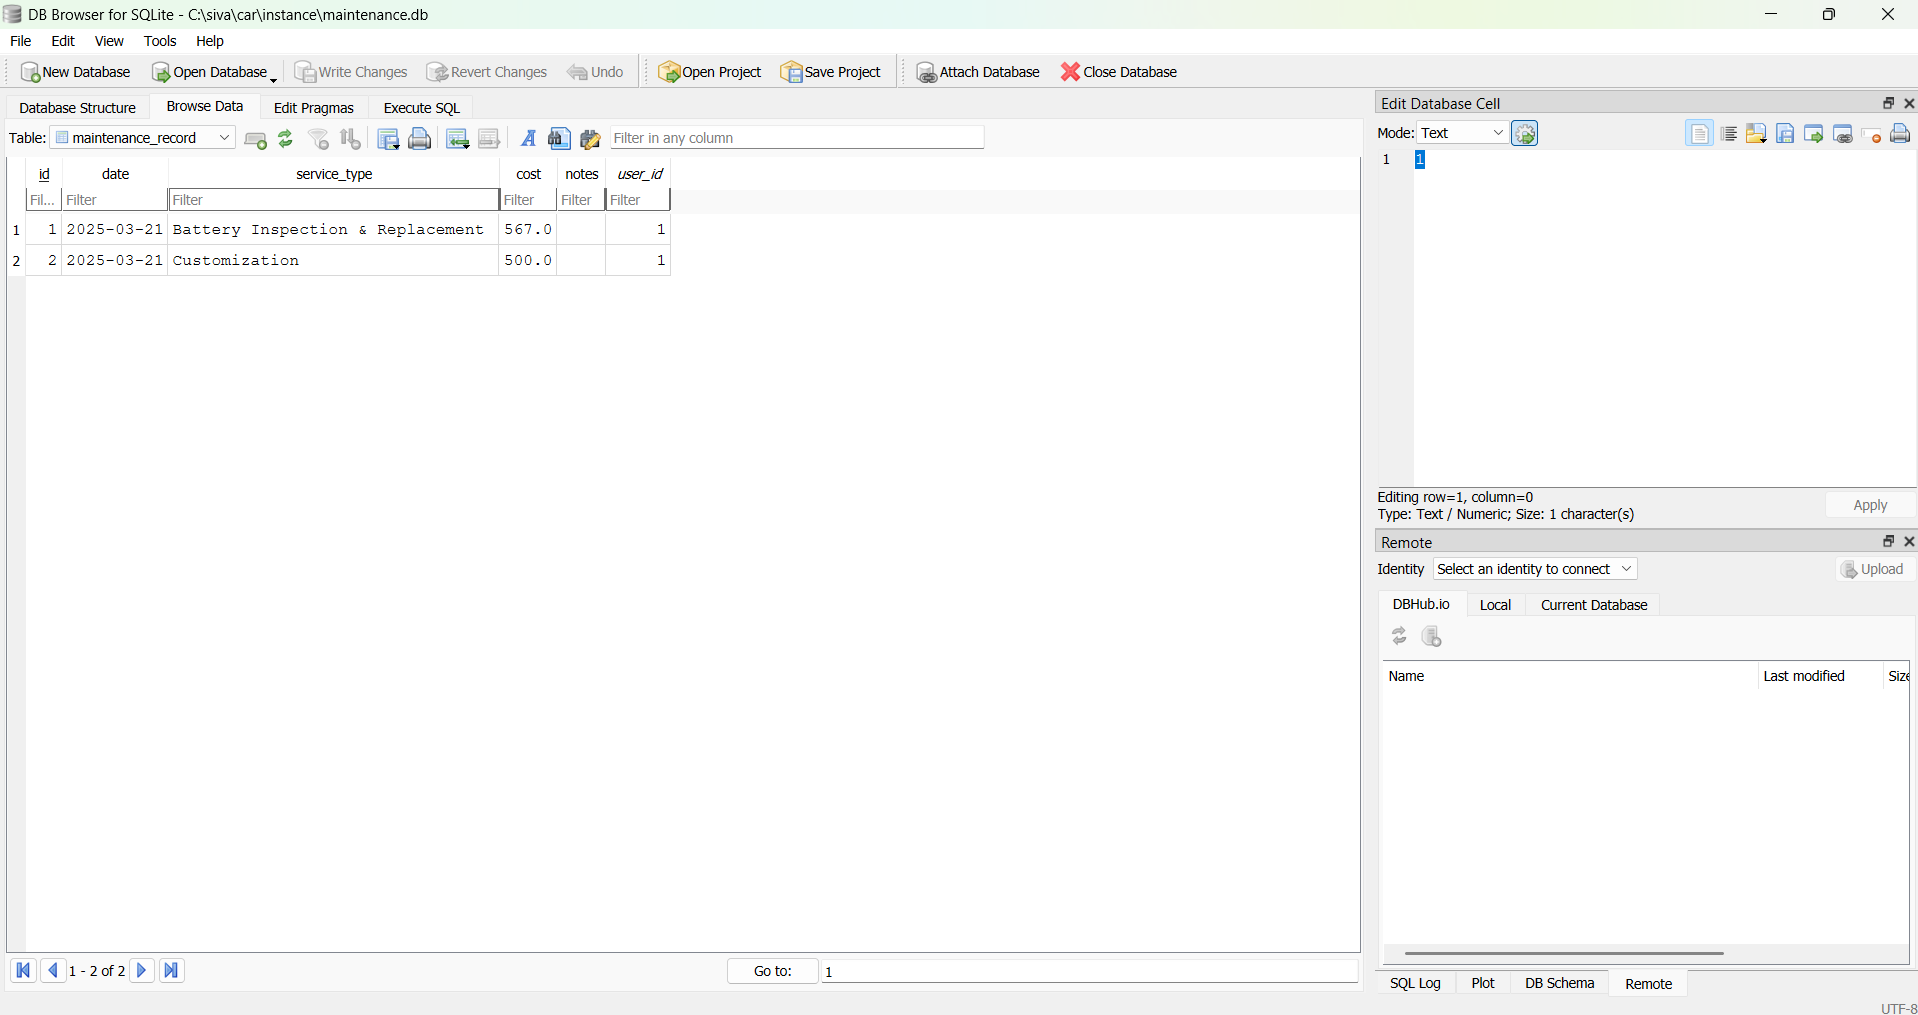 DB Browser for SQLite - C:\siva\car\instance\maintenance.db
File Edit View Tools Help
New Database Open Database Write Changes Revert Changes Undo Open Project Save Project Attach Database Close Database
Database Structure Browse Data Edit Pragmas Execute SQL
Table: maintenance_record Filter in any column
id date service_type cost notes user_id
Fil... Filter Filter Filter Filter Filter
1 1 2025-03-21 Battery Inspection & Replacement 567.0 1
2 2 2025-03-21 Customization 500.0 1
1 - 2 of 2 Go to: 1
Edit Database Cell
Mode: Text
1 1
Editing row=1, column=0
Type: Text / Numeric; Size: 1 character(s)
Apply
Remote
Identity Select an identity to connect Upload
DBHub.io Local Current Database
Name Last modified Size
SQL Log Plot DB Schema Remote
UTF-8